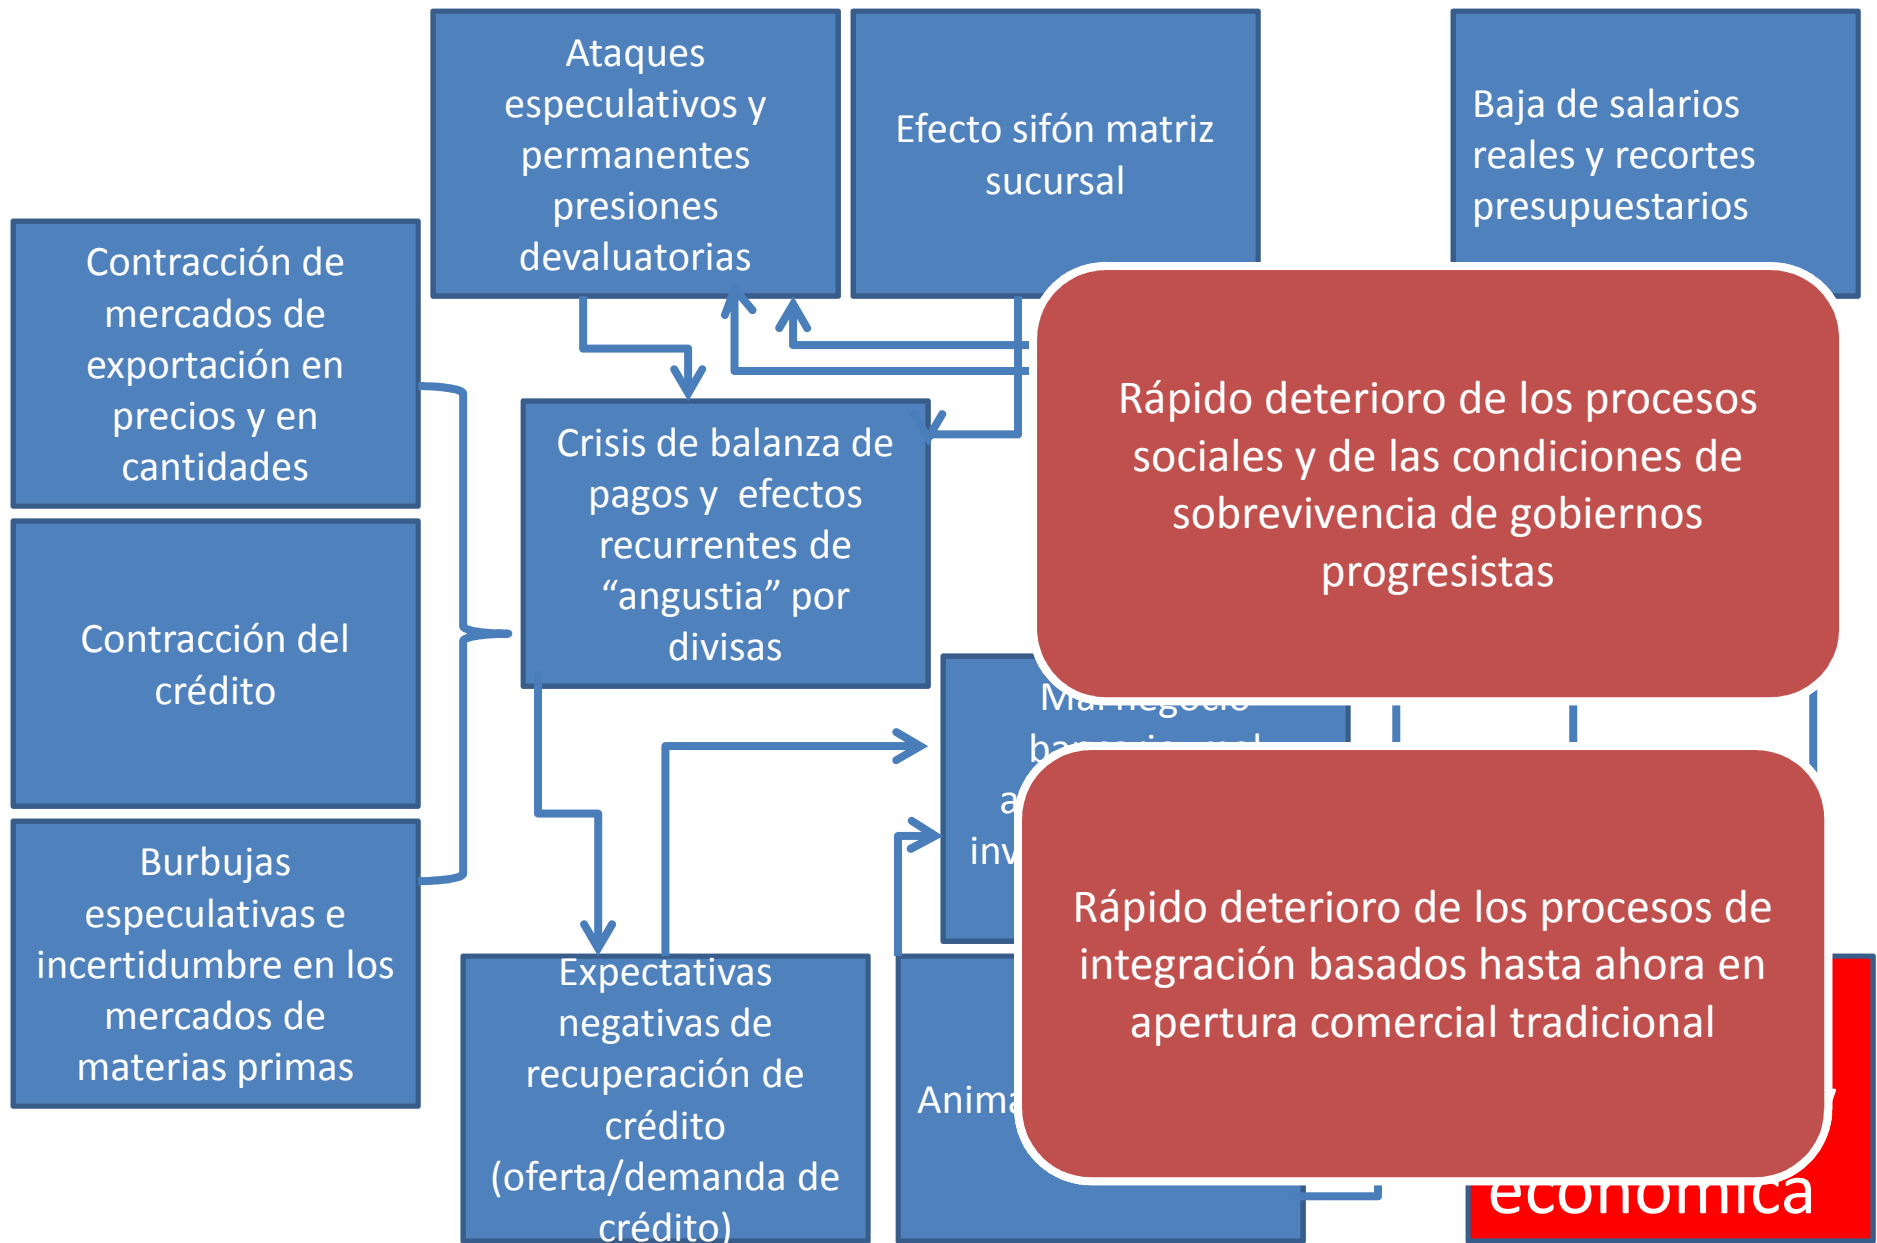 Ataques
especulativos y
permanentes
presiones
devaluatorias
Efecto sifón matriz
sucursal
Baja de salarios
reales y recortes
presupuestarios
Contracción de
mercados de
exportación en
precios y en
cantidades
Contracción del
crédito
Burbujas
especulativas e
incertidumbre en los
mercados de
materias primas
Crisis de balanza de
pagos y  efectos
recurrentes de
“angustia” por
divisas
Rápido deterioro de los procesos
sociales y de las condiciones de
sobrevivencia de gobiernos
progresistas
Mal negocio
Rápido deterioro de los procesos de
integración basados hasta ahora en
apertura comercial tradicional
Expectativas
negativas de
recuperación de
crédito
(oferta/demanda de
crédito)
económica